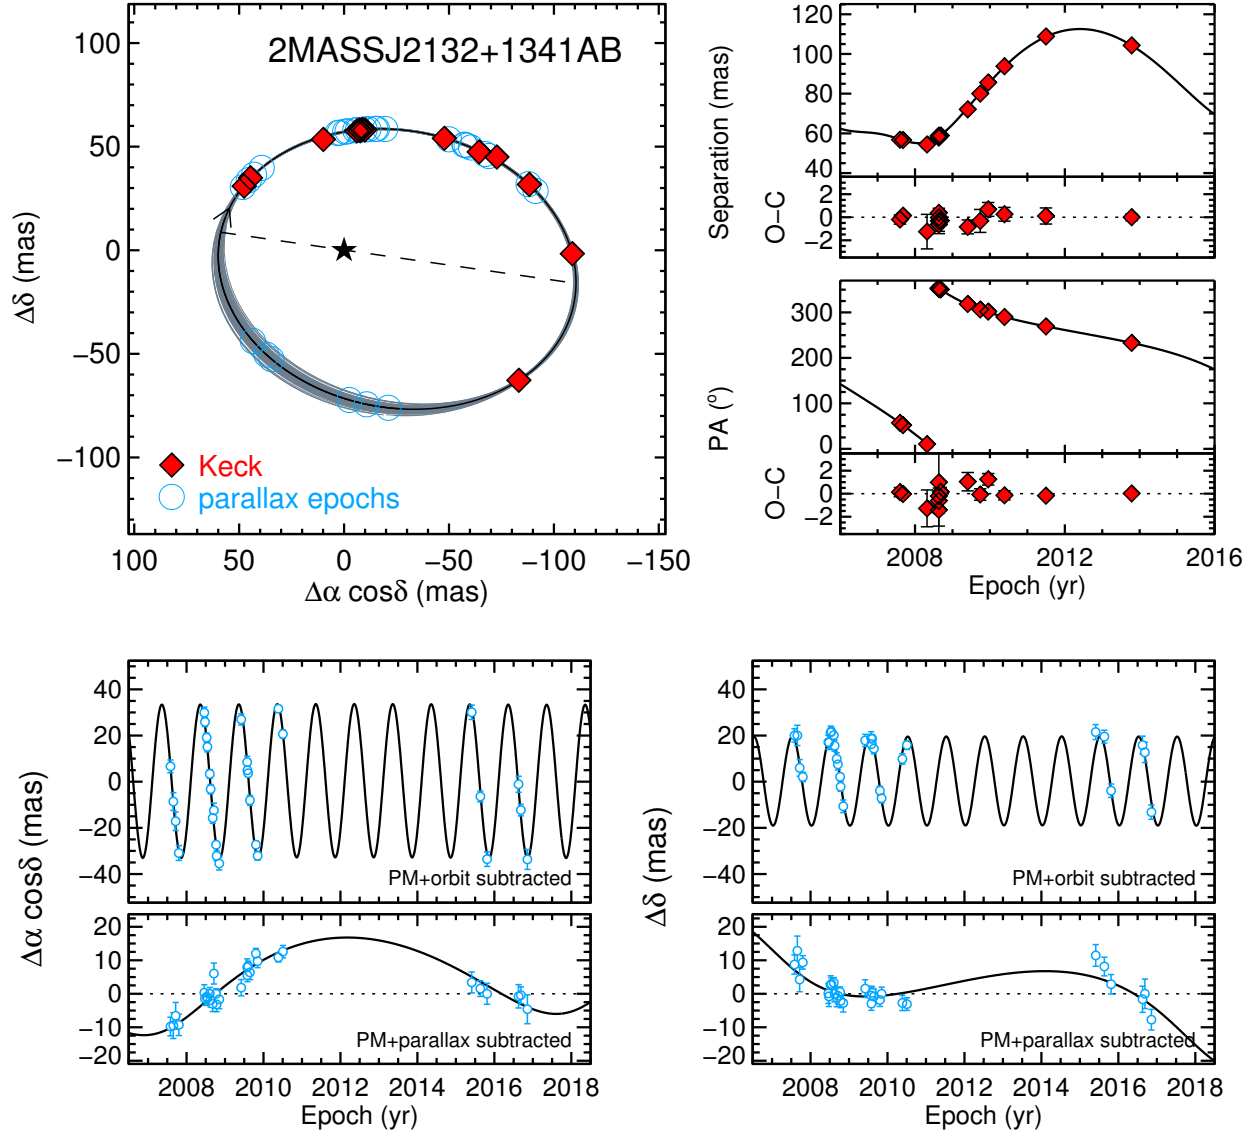 2MASSJ2132+1341AB
100
50
0
−50
−100
Δδ (mas)
Keck
parallax epochs
100 50 0 −50 −100 −150
Δα cosδ (mas)
120
100
80
60
40
Separation (mas)
2
0
−2
O−C
300
200
100
0
PA (°)
2
0
−2
O−C
2008 2012 2016
Epoch (yr)
40
20
0
−20
−40
PM+orbit subtracted
Δα cosδ (mas)
20
10
0
−10
−20
PM+parallax subtracted
2008 2010 2012 2014 2016 2018
Epoch (yr)
40
20
0
−20
−40
PM+orbit subtracted
Δδ (mas)
20
10
0
−10
−20
PM+parallax subtracted
2008 2010 2012 2014 2016 2018
Epoch (yr)